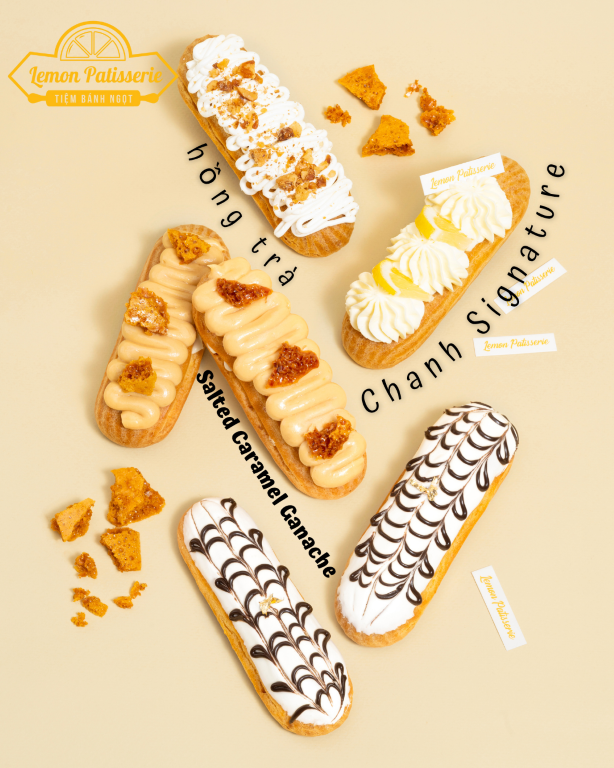 Lemon Patisserie
TIỆM BÁNH NGỌT
hồng trà
Lemon Patisserie
Chanh Signature
Lemon Patisserie
Lemon Patisserie
Salted Caramel Ganache
Lemon Patisserie